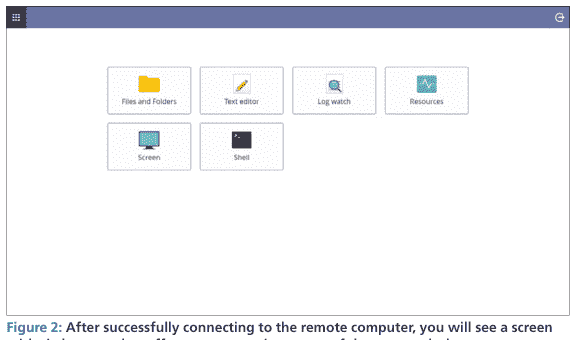 Files and Folders
Text editor
Log watch
Resources
Screen
Shell
Figure 2: After successfully connecting to the remote computer, you will see a screen